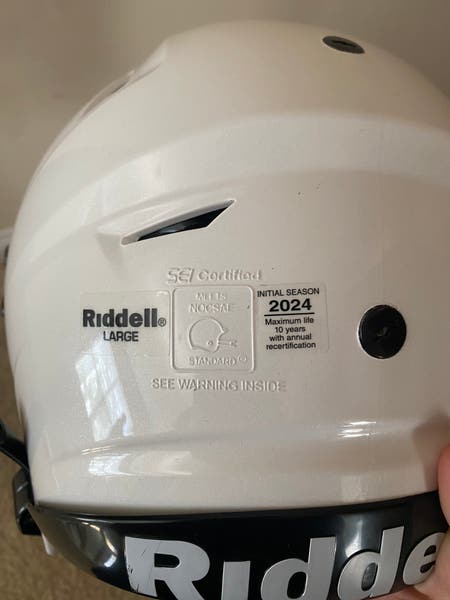 SEI Certified
Riddell®
LARGE
MEETS
NOCSAE
STANDARD
INITIAL SEASON
2024
Maximum life
10 years
with annual
recertification
SEE WARNING INSIDE
Ridde